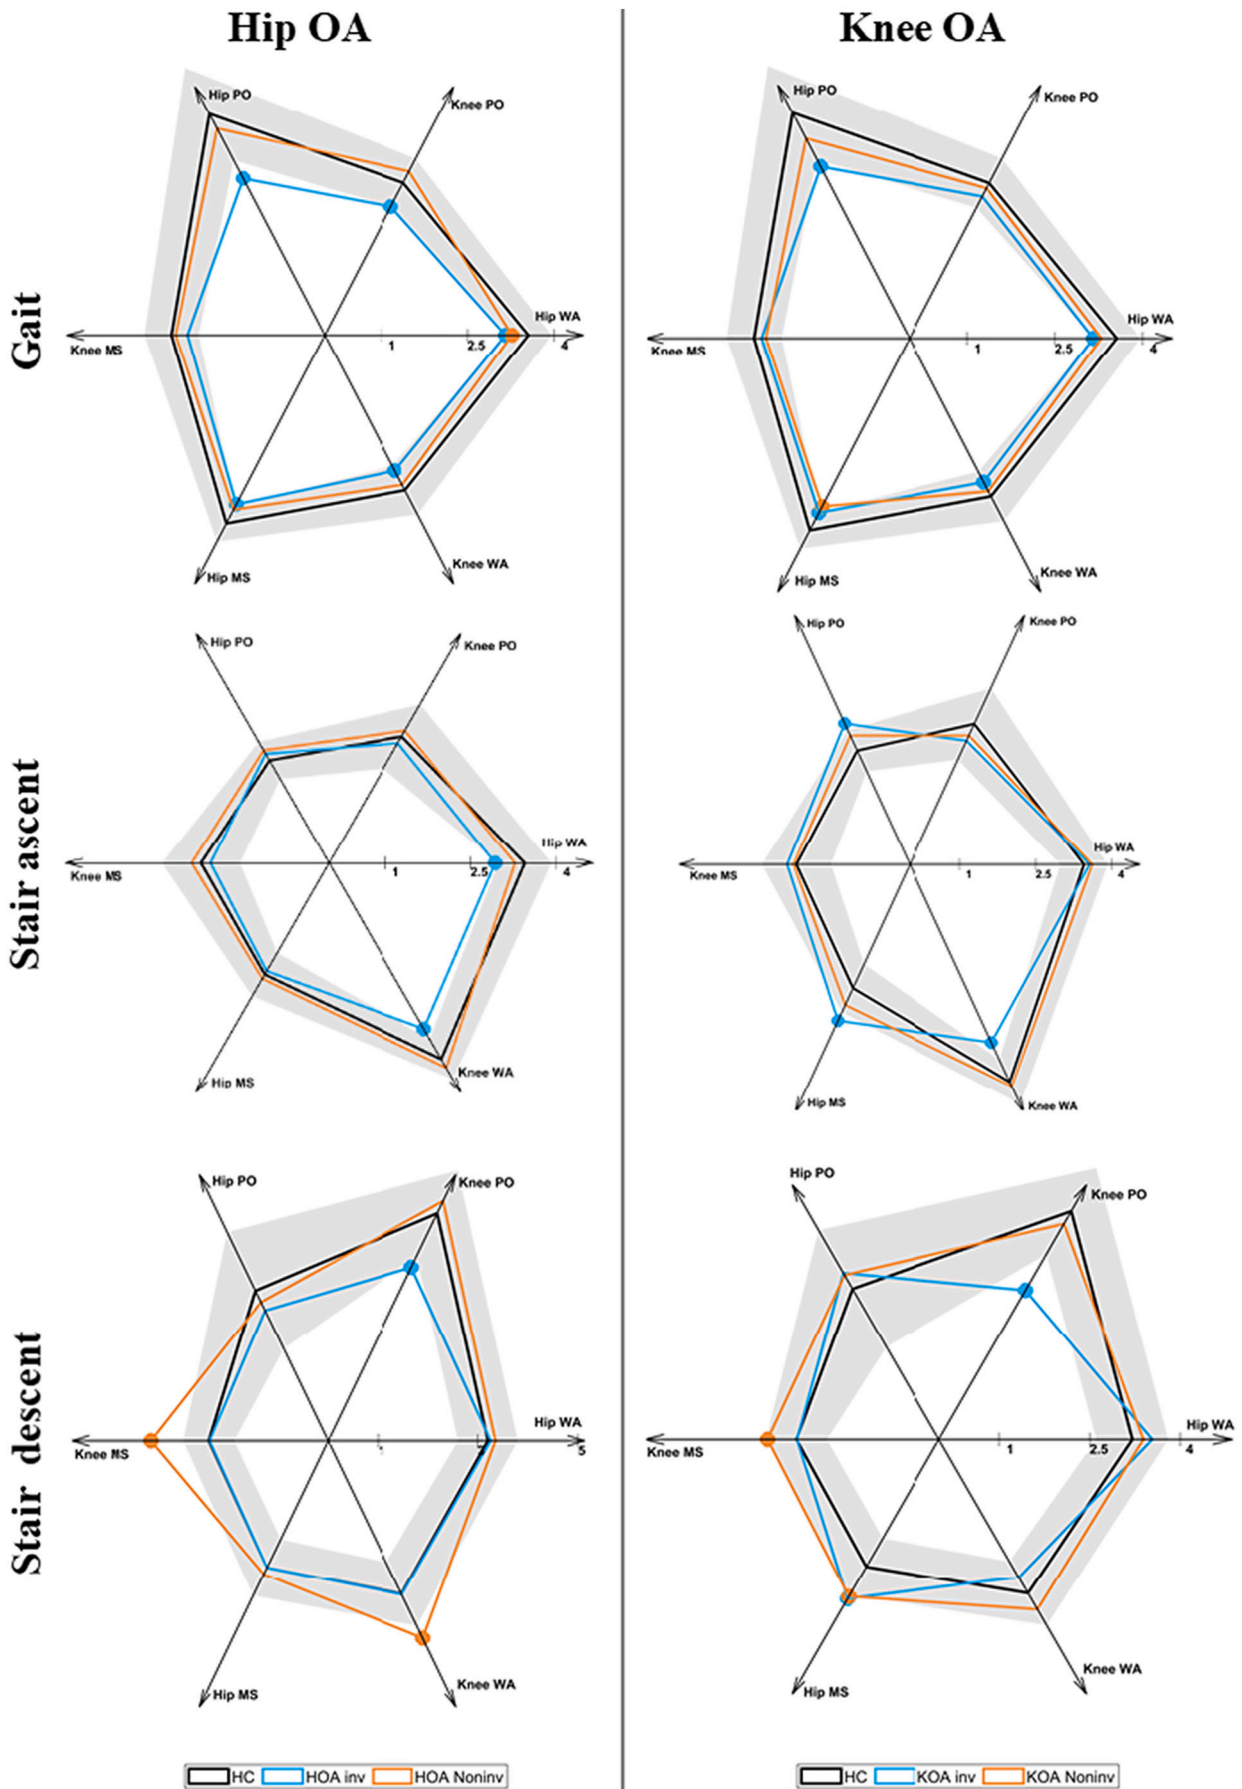 Hip OA
Knee OA
Gait
Hip PO
Knee PO
Hip WA
1
2.5
4
Knee MS
Hip MS
Knee WA
Hip PO
Knee PO
Hip WA
1
2.5
4
Knee MS
Hip MS
Knee WA
Stair ascent
Hip PO
Knee PO
Hip WA
1
2.5
4
Knee MS
Knee WA
Hip MS
Hip PO
Knee PO
Hip WA
1
2.5
4
Knee MS
Hip MS
Knee WA
Stair descent
Hip PO
Knee PO
Hip WA
1
5
Knee MS
Hip MS
Knee WA
Hip PO
Knee PO
Hip WA
1
2.5
4
Knee MS
Hip MS
Knee WA
HC HOA inv HOA Noninv
HC KOA inv KOA Noninv